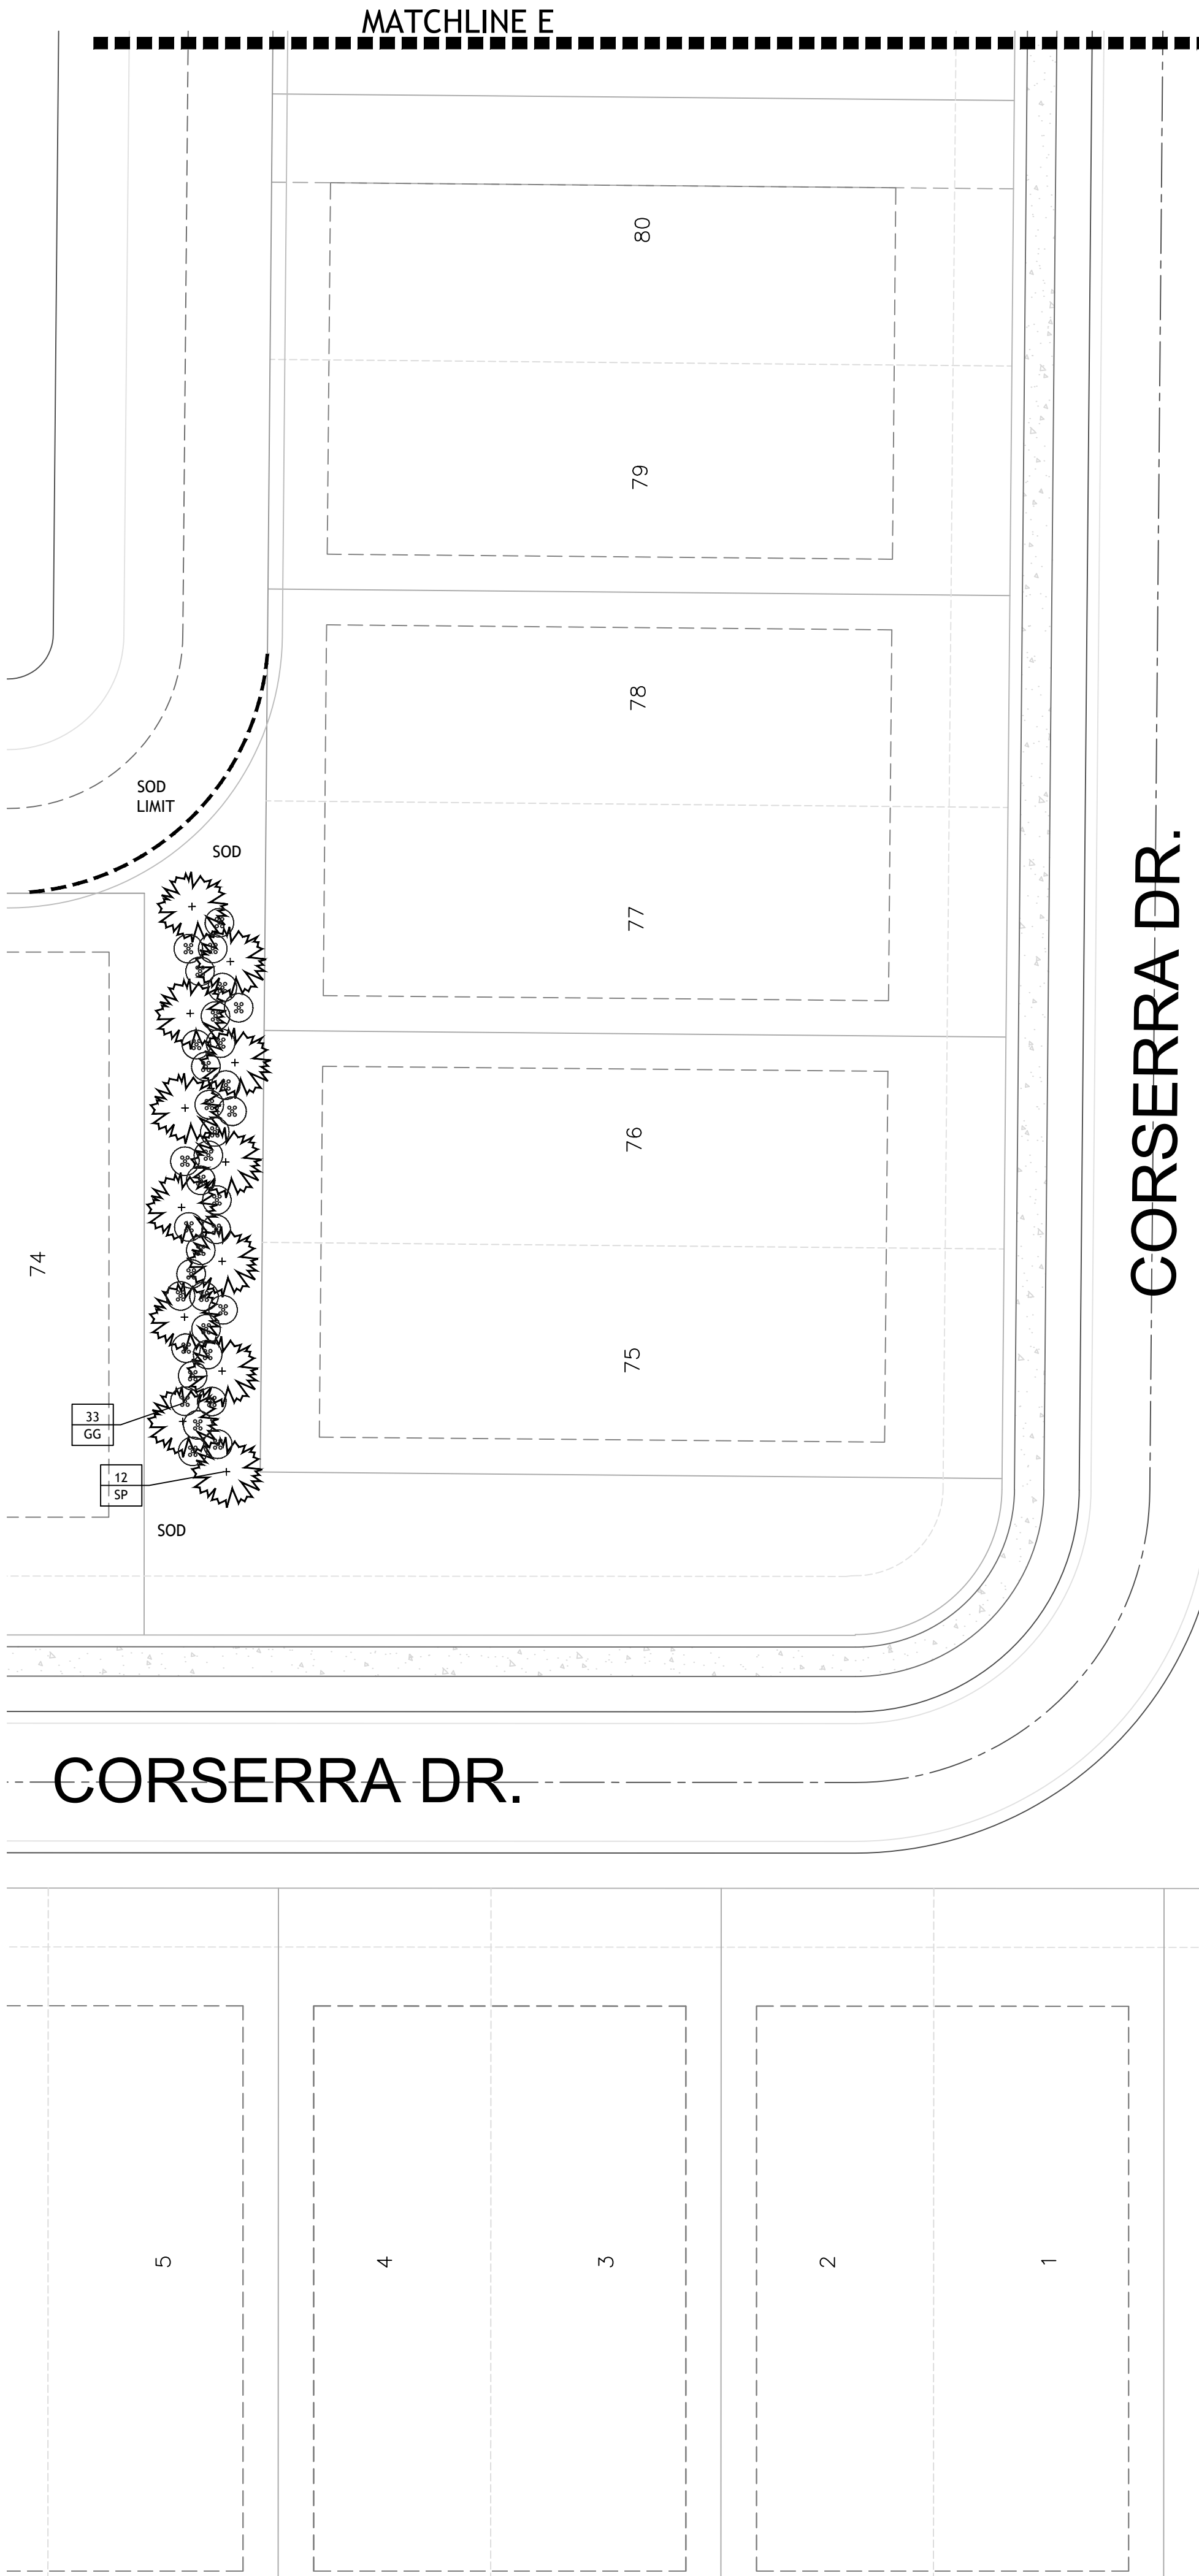 MATCHLINE E
80
79
78
SOD
LIMIT
SOD
77
76
CORSERRA DR.
74
75
33
GG
12
SP
SOD
CORSERRA DR.
5
4
3
2
1